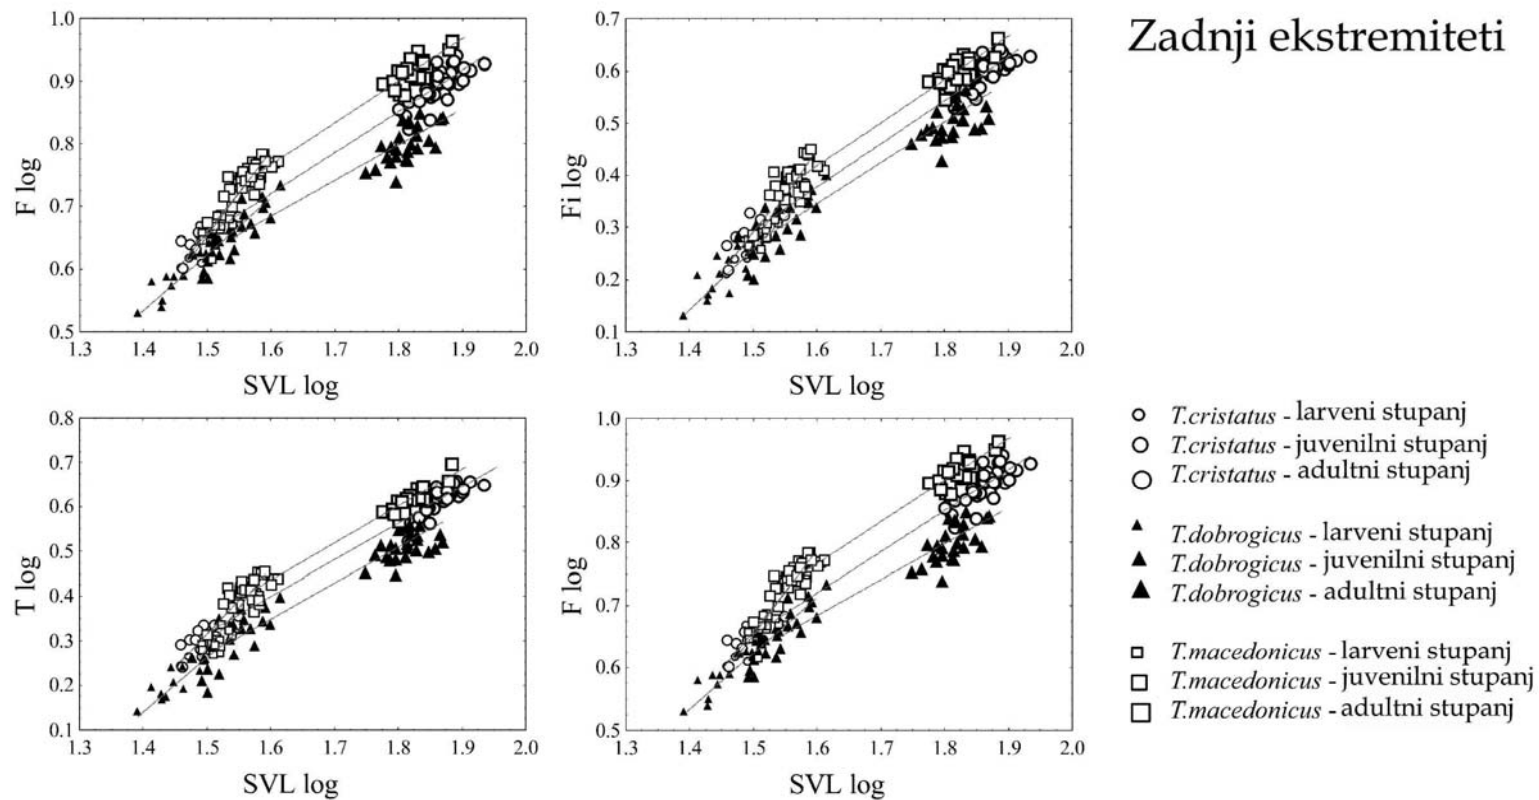 Zadnji ekstremiteti
1.0
0.9
0.8
0.7
0.6
0.5
F log
1.3 1.4 1.5 1.6 1.7 1.8 1.9 2.0
SVL log
0.7
0.6
0.5
0.4
0.3
0.2
0.1
Fi log
1.3 1.4 1.5 1.6 1.7 1.8 1.9 2.0
SVL log
0.8
0.7
0.6
0.5
0.4
0.3
0.2
0.1
T log
1.3 1.4 1.5 1.6 1.7 1.8 1.9 2.0
SVL log
1.0
0.9
0.8
0.7
0.6
0.5
F log
1.3 1.4 1.5 1.6 1.7 1.8 1.9 2.0
SVL log
T.cristatus - larveni stupanj
T.cristatus - juvenilni stupanj
T.cristatus - adultni stupanj
T.dobrogicus - larveni stupanj
T.dobrogicus - juvenilni stupanj
T.dobrogicus - adultni stupanj
T.macedonicus - larveni stupanj
T.macedonicus - juvenilni stupanj
T.macedonicus - adultni stupanj